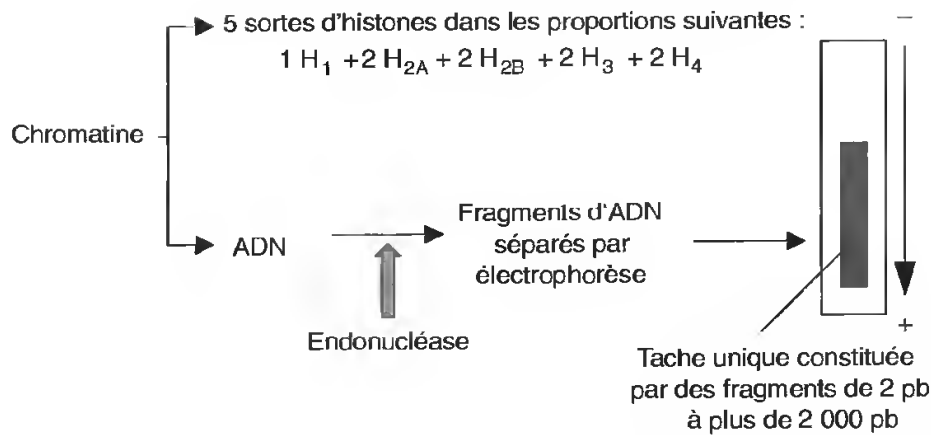 5 sortes d'histones dans les proportions suivantes :
1 H1 + 2 H2A + 2 H2B + 2 H3 + 2 H4
−
Chromatine
ADN
Fragments d'ADN
séparés par
électrophorèse
Endonucléase
+
Tache unique constituée
par des fragments de 2 pb
à plus de 2 000 pb